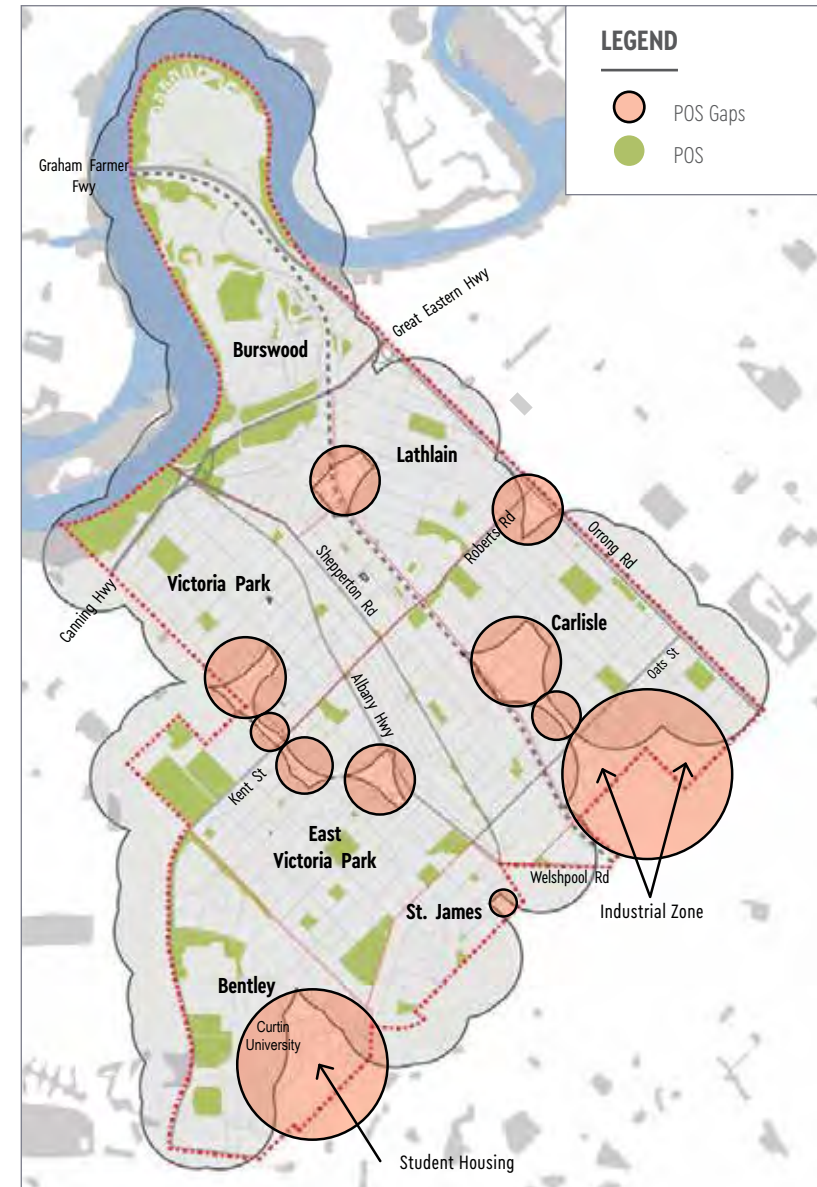 LEGEND
POS Gaps
POS
Graham Farmer
Fwy
Great Eastern Hwy
Burswood
Lathlain
Roberts Rd
Orrong Rd
Shepperton Rd
Canning Hwy
Victoria Park
Carlisle
Oats St
Albany Hwy
Kent St
East
Victoria Park
Welshpool Rd
St. James
Industrial Zone
Bentley
Curtin
University
Student Housing